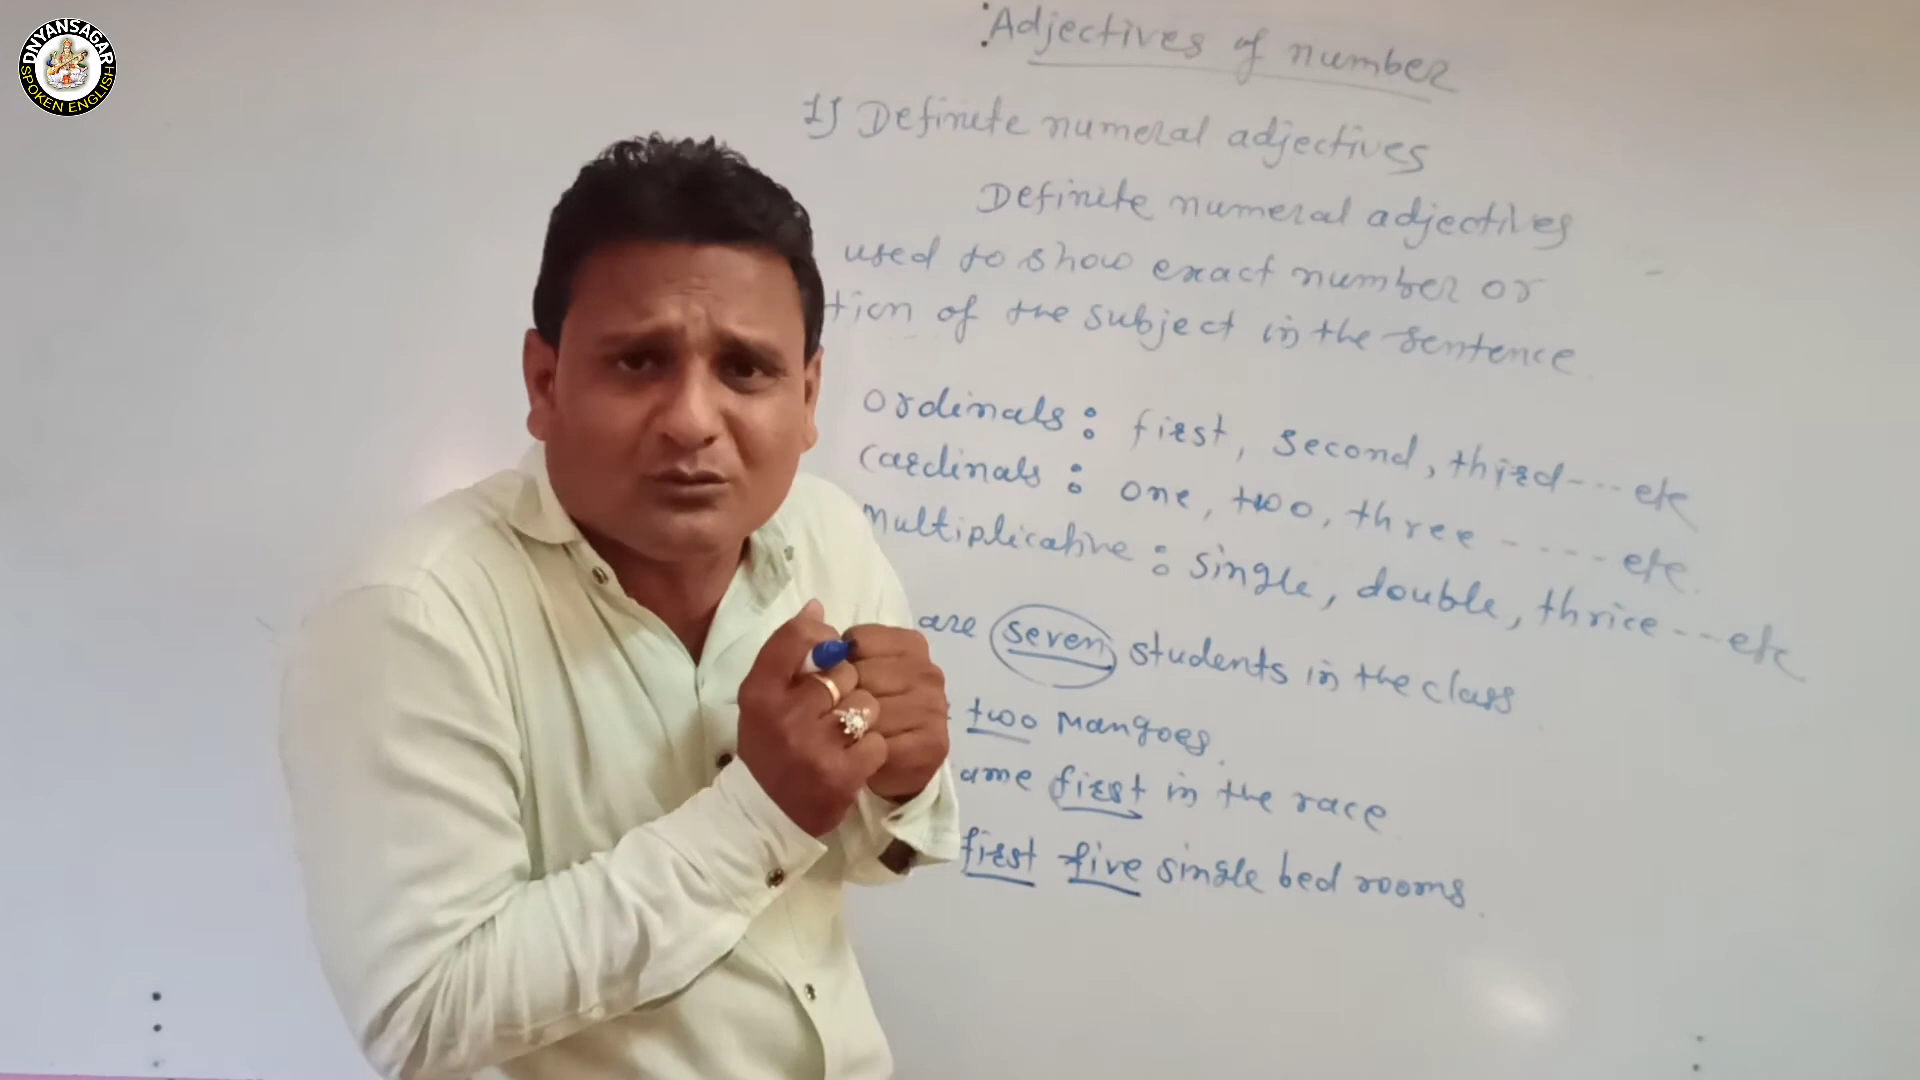 DNYANSAGAR
SPOKEN ENGLISH
Adjectives of number
1) Definite numeral adjectives
Definite numeral adjectives
used to show exact number or
tion of the subject in the sentence
ordinals : first, second, third --- etc
cardinals : one, two, three ----- etc.
Multiplicative : single, double, thrice --- etc
are seven students in the class
two Mangoes.
ame first in the race
first five single bed rooms.